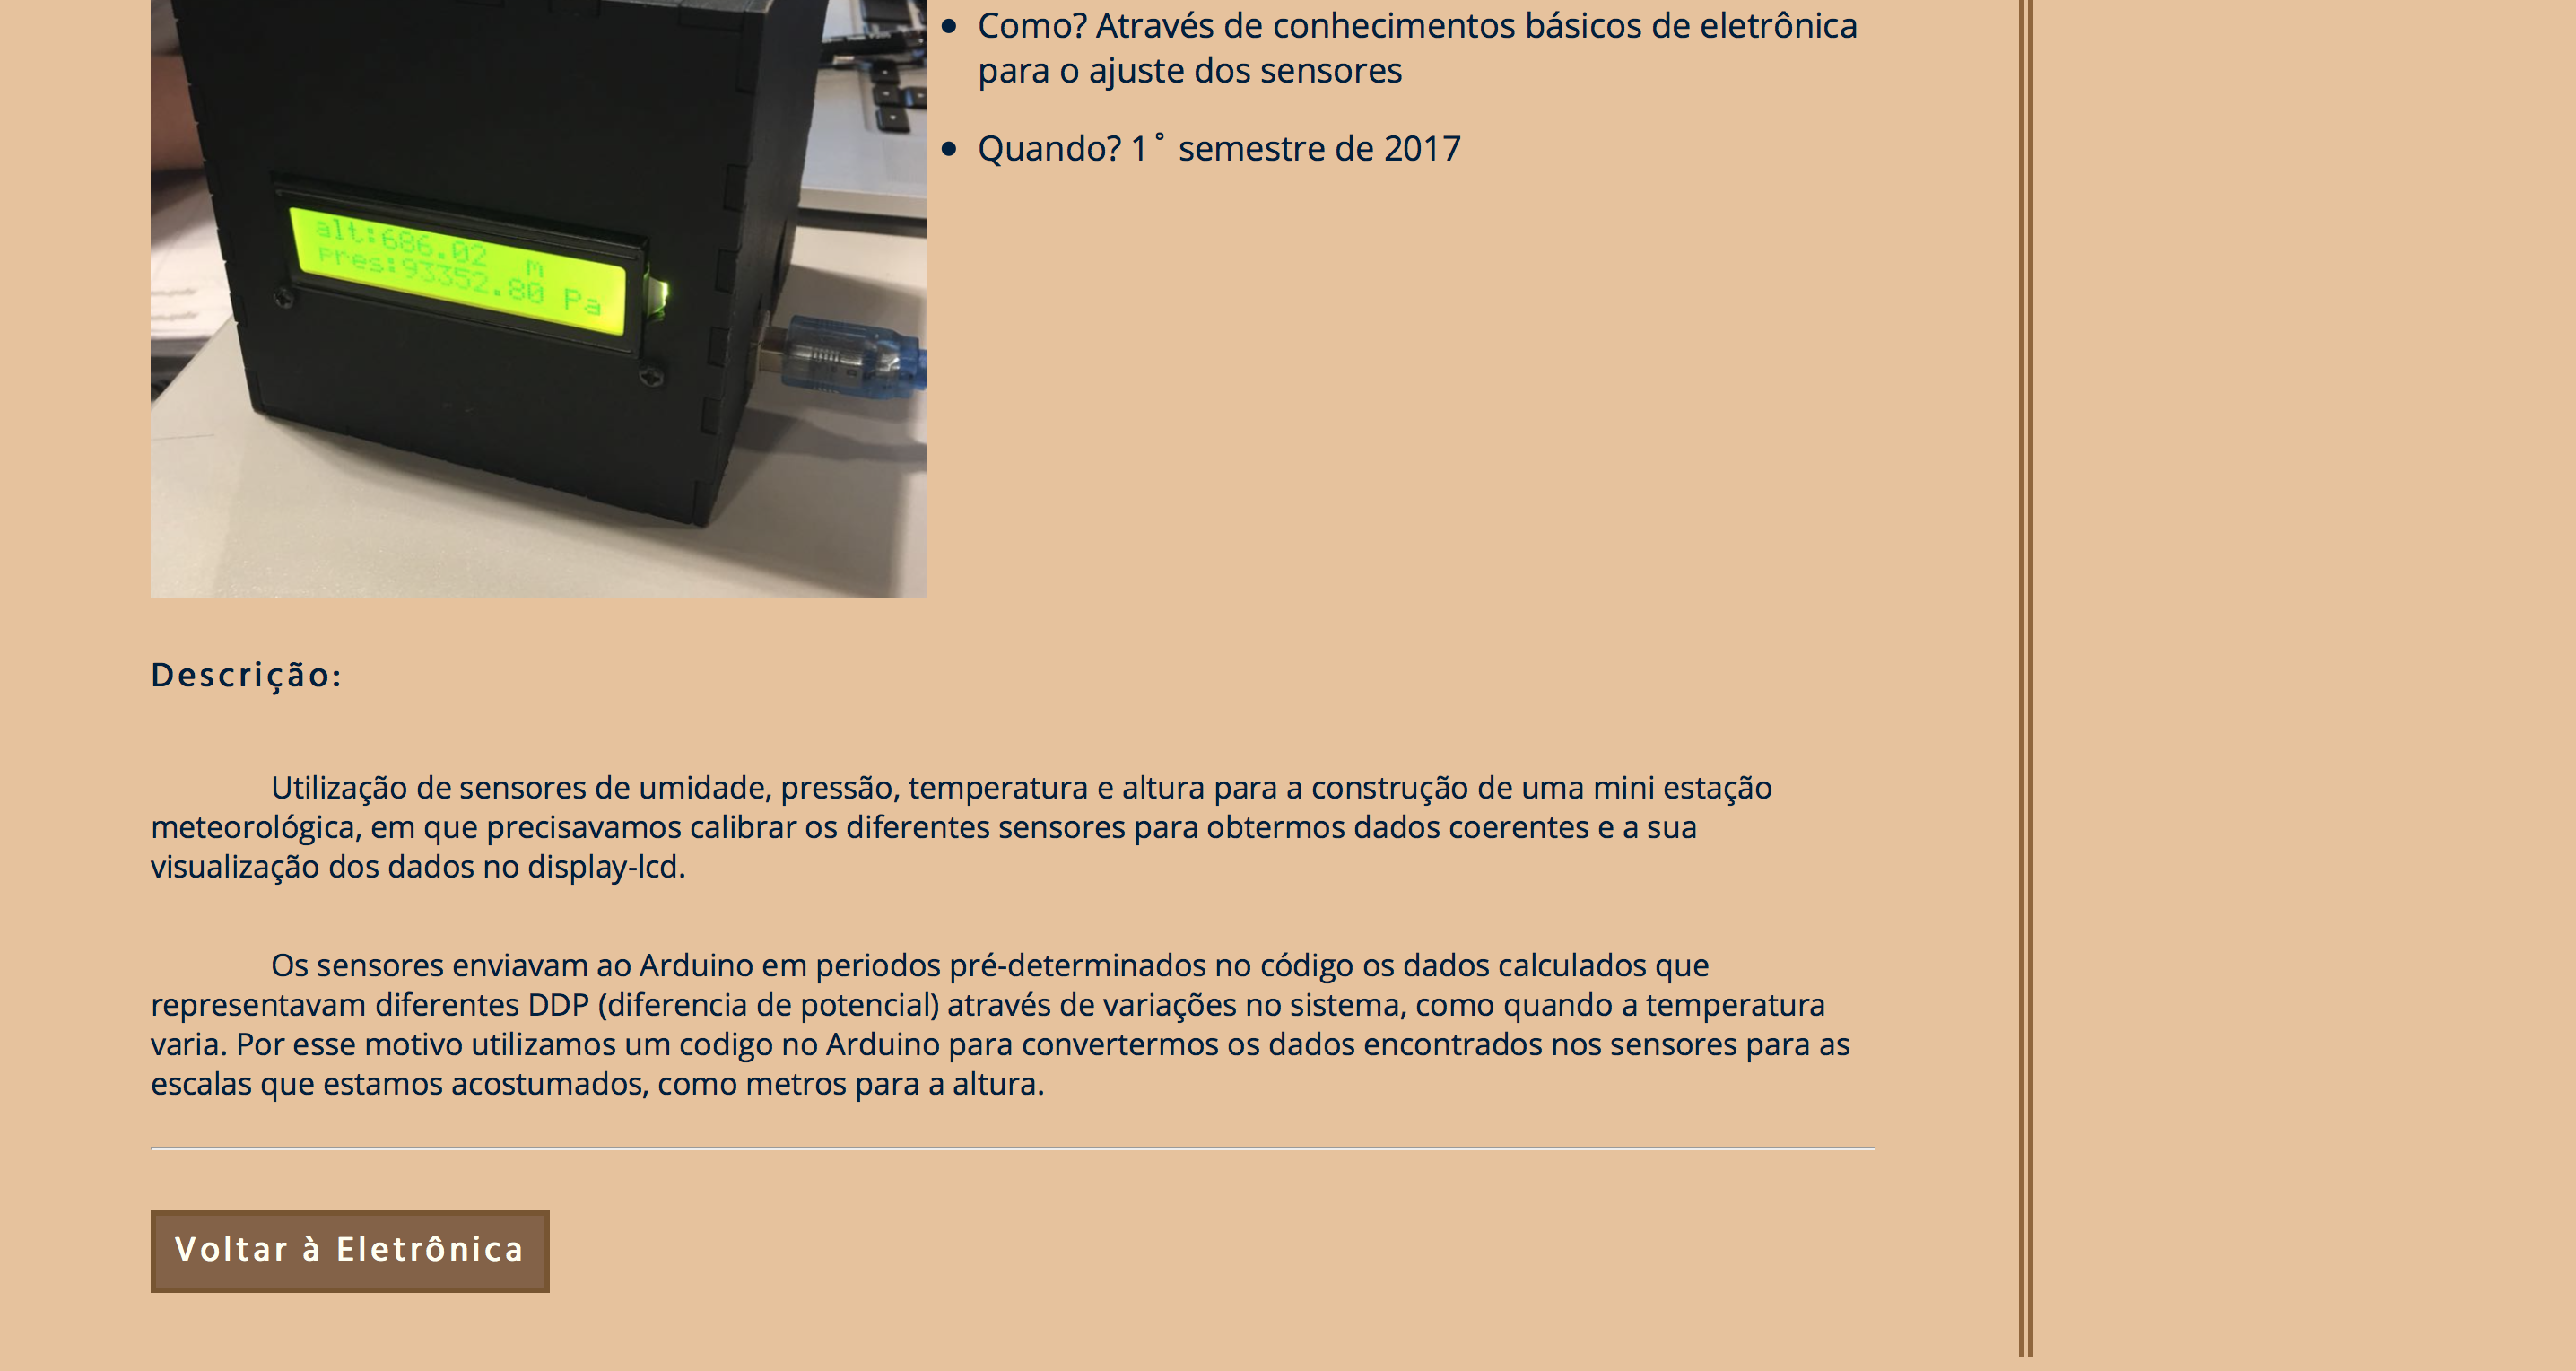 Como? Através de conhecimentos básicos de eletrônica
para o ajuste dos sensores
Quando? 1˚ semestre de 2017
alt:686.02 m
pres:93352.80 Pa
Descrição:
Utilização de sensores de umidade, pressão, temperatura e altura para a construção de uma mini estação
meteorológica, em que precisavamos calibrar os diferentes sensores para obtermos dados coerentes e a sua
visualização dos dados no display-lcd.
Os sensores enviavam ao Arduino em periodos pré-determinados no código os dados calculados que
representavam diferentes DDP (diferencia de potencial) através de variações no sistema, como quando a temperatura
varia. Por esse motivo utilizamos um codigo no Arduino para convertermos os dados encontrados nos sensores para as
escalas que estamos acostumados, como metros para a altura.
Voltar à Eletrônica